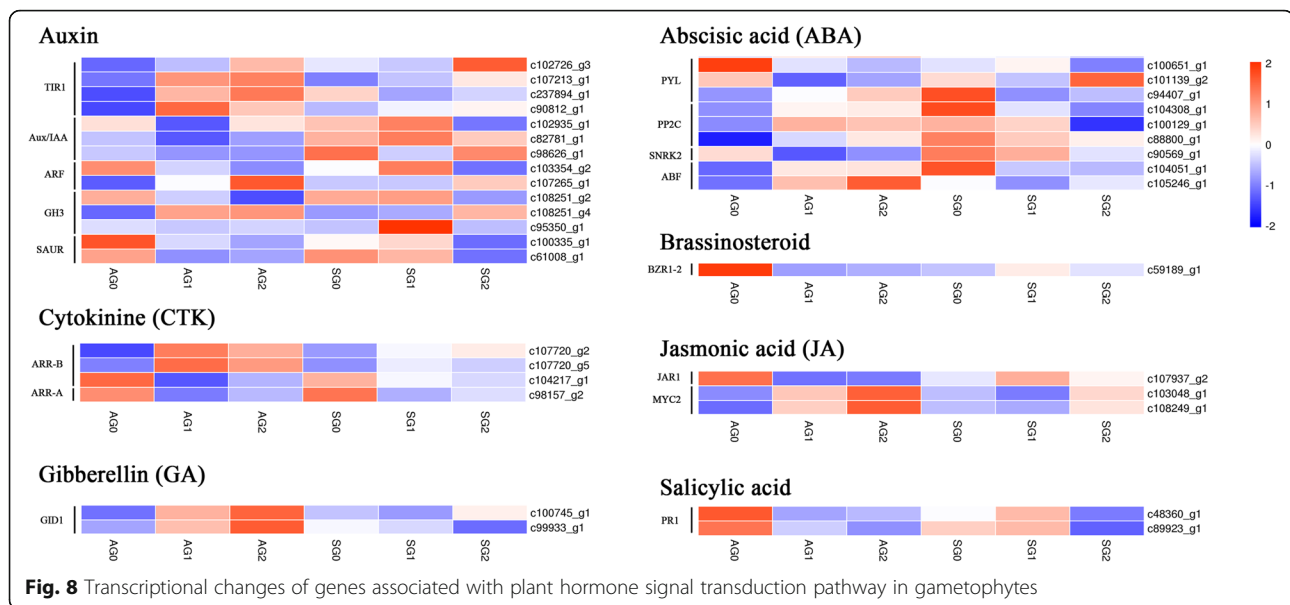 Auxin
TIR1
c102726_g3
c107213_g1
c237894_g1
c90812_g1
Aux/IAA
c102935_g1
c82781_g1
c98626_g1
ARF
c103354_g2
c107265_g1
GH3
c108251_g2
c108251_g4
c95350_g1
SAUR
c100335_g1
c61008_g1
AG0 AG1 AG2 SG0 SG1 SG2
Cytokinine (CTK)
ARR-B
c107720_g2
c107720_g5
c104217_g1
ARR-A
c98157_g2
AG0 AG1 AG2 SG0 SG1 SG2
Gibberellin (GA)
GID1
c100745_g1
c99933_g1
AG0 AG1 AG2 SG0 SG1 SG2
Abscisic acid (ABA)
PYL
c100651_g1
c101139_g2
c94407_g1
PP2C
c104308_g1
c100129_g1
c88800_g1
SNRK2
c90569_g1
ABF
c104051_g1
c105246_g1
AG0 AG1 AG2 SG0 SG1 SG2
2
1
0
-1
-2
Brassinosteroid
BZR1-2
c59189_g1
AG0 AG1 AG2 SG0 SG1 SG2
Jasmonic acid (JA)
JAR1
c107937_g2
MYC2
c103048_g1
c108249_g1
AG0 AG1 AG2 SG0 SG1 SG2
Salicylic acid
PR1
c48360_g1
c89923_g1
AG0 AG1 AG2 SG0 SG1 SG2
Fig. 8 Transcriptional changes of genes associated with plant hormone signal transduction pathway in gametophytes